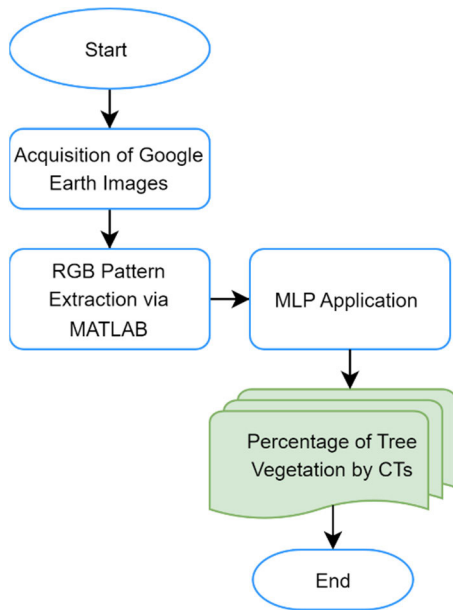 Start
Acquisition of Google
Earth Images
RGB Pattern
Extraction via
MATLAB
MLP Application
Percentage of Tree
Vegetation by CTs
End